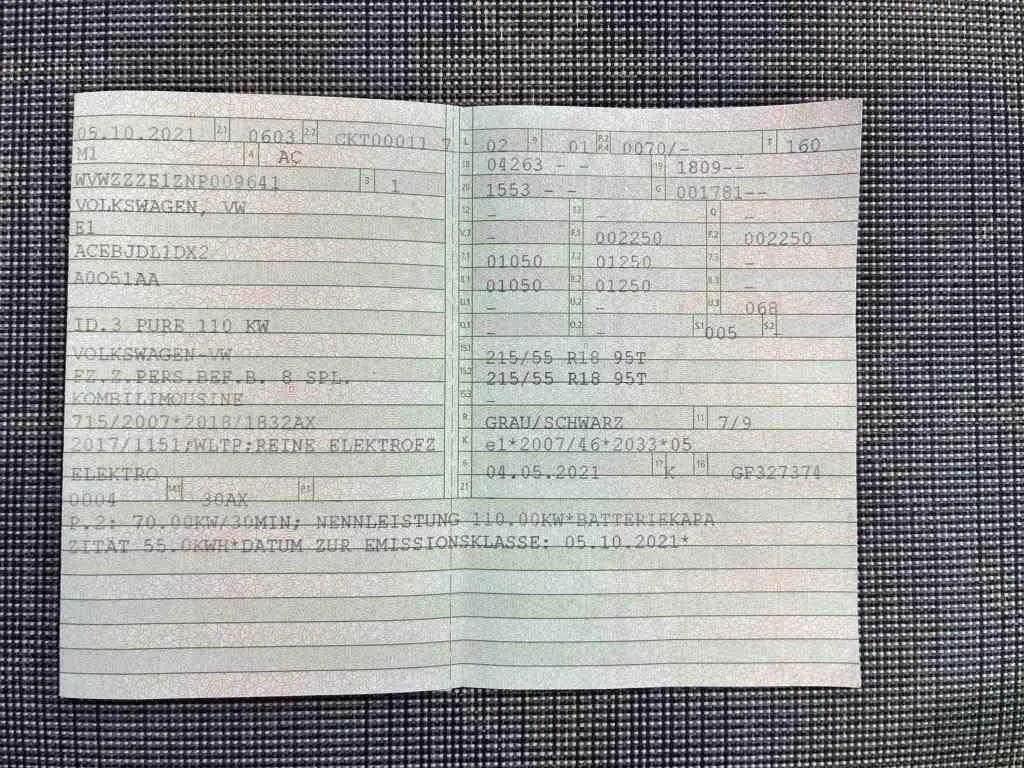 05.10.2021 2.1 0603 2.2 CKT00011 7
M1 4 AC
WVWZZZE1ZNP009641 3 1
VOLKSWAGEN, VW
E1
ACEBJDL1DX2
A0O51AA
ID.3 PURE 110 KW
VOLKSWAGEN-VW
FZ.Z.PERS.BEF.B. 8 SPL.
KOMBILIMOUSINE
715/2007*2018/1832AX
2017/1151;WLTP;REINE ELEKTROFZ
ELEKTRO
0004 14.1 30AX P.1
L 02 9 01 P.2 P.4 0070/- T 160
18 04263 - - 19 1809--
20 1553 - - G 001781--
12 - 13 - Q -
V.7 - F.1 002250 F.2 002250
7.1 01050 7.2 01250 7.3 -
8.1 01050 8.2 01250 8.3 -
U.1 - U.2 - U.3 068
O.1 - O.2 - S.1 005 S.2
15.1 215/55 R18 95T
15.2 215/55 R18 95T
15.3 -
R GRAU/SCHWARZ 11 7/9
K e1*2007/46*2033*05
6 04.05.2021 17 K 16 GF327374
21
P.2: 70.00KW/30MIN; NENNLEISTUNG 110.00KW*BATTERIEKAPA
ZITÄT 55.0KWH*DATUM ZUR EMISSIONSKLASSE: 05.10.2021*